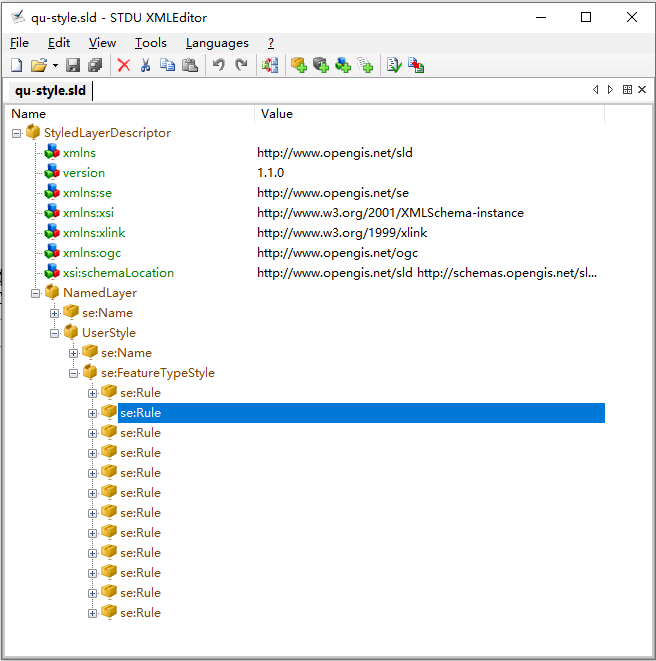 qu-style.sld - STDU XMLEditor
File Edit View Tools Languages ?
qu-style.sld
Name Value
StyledLayerDescriptor
xmlns http://www.opengis.net/sld
version 1.1.0
xmlns:se http://www.opengis.net/se
xmlns:xsi http://www.w3.org/2001/XMLSchema-instance
xmlns:xlink http://www.w3.org/1999/xlink
xmlns:ogc http://www.opengis.net/ogc
xsi:schemaLocation http://www.opengis.net/sld http://schemas.opengis.net/sl...
NamedLayer
se:Name
UserStyle
se:Name
se:FeatureTypeStyle
se:Rule
se:Rule
se:Rule
se:Rule
se:Rule
se:Rule
se:Rule
se:Rule
se:Rule
se:Rule
se:Rule
se:Rule